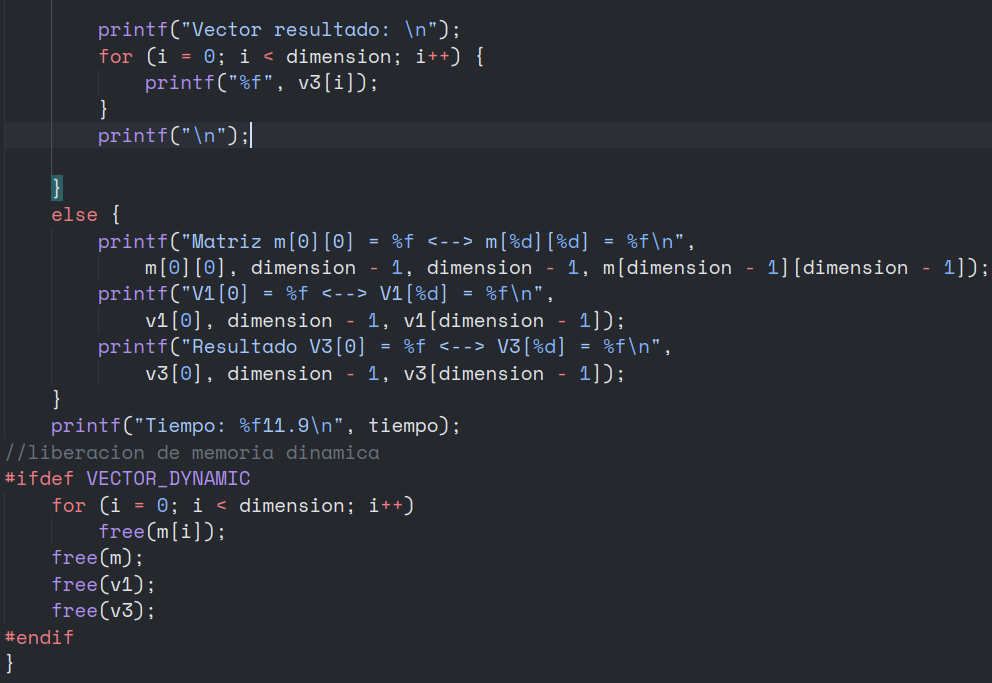 printf("Vector resultado: \n");
for (i = 0; i < dimension; i++) {
printf("%f", v3[i]);
}
printf("\n");
}
else {
printf("Matriz m[0][0] = %f <--> m[%d][%d] = %f\n",
m[0][0], dimension - 1, dimension - 1, m[dimension - 1][dimension - 1]);
printf("V1[0] = %f <--> V1[%d] = %f\n",
v1[0], dimension - 1, v1[dimension - 1]);
printf("Resultado V3[0] = %f <--> V3[%d] = %f\n",
v3[0], dimension - 1, v3[dimension - 1]);
}
printf("Tiempo: %f11.9\n", tiempo);
//liberacion de memoria dinamica
#ifdef VECTOR_DYNAMIC
for (i = 0; i < dimension; i++)
free(m[i]);
free(m);
free(v1);
free(v3);
#endif
}